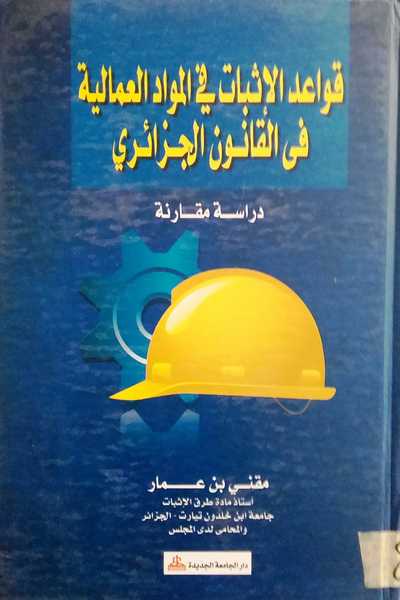 قواعد الإثبات في المواد العمالية
في القانون الجزائري
دراسة مقارنة
مقني بن عمار
أستاذ مادة طرق الإثبات
جامعة ابن خلدون تيارت - الجزائر
والمحامى لدى المجلس
دار الجامعة الجديدة